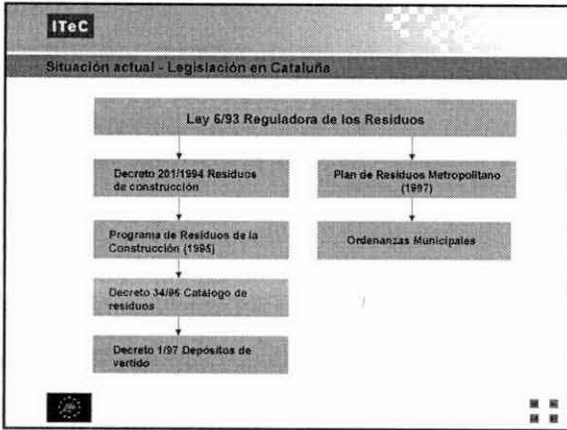 ITeC
Situación actual - Legislación en Cataluña
Ley 6/93 Reguladora de los Residuos
Decreto 201/1994 Residuos
de construcción
Plan de Residuos Metropolitano
(1997)
Programa de Residuos de la
Construcción (1995)
Ordenanzas Municipales
Decreto 34/96 Catálogo de
residuos
Decreto 1/97 Depósitos de
vertido